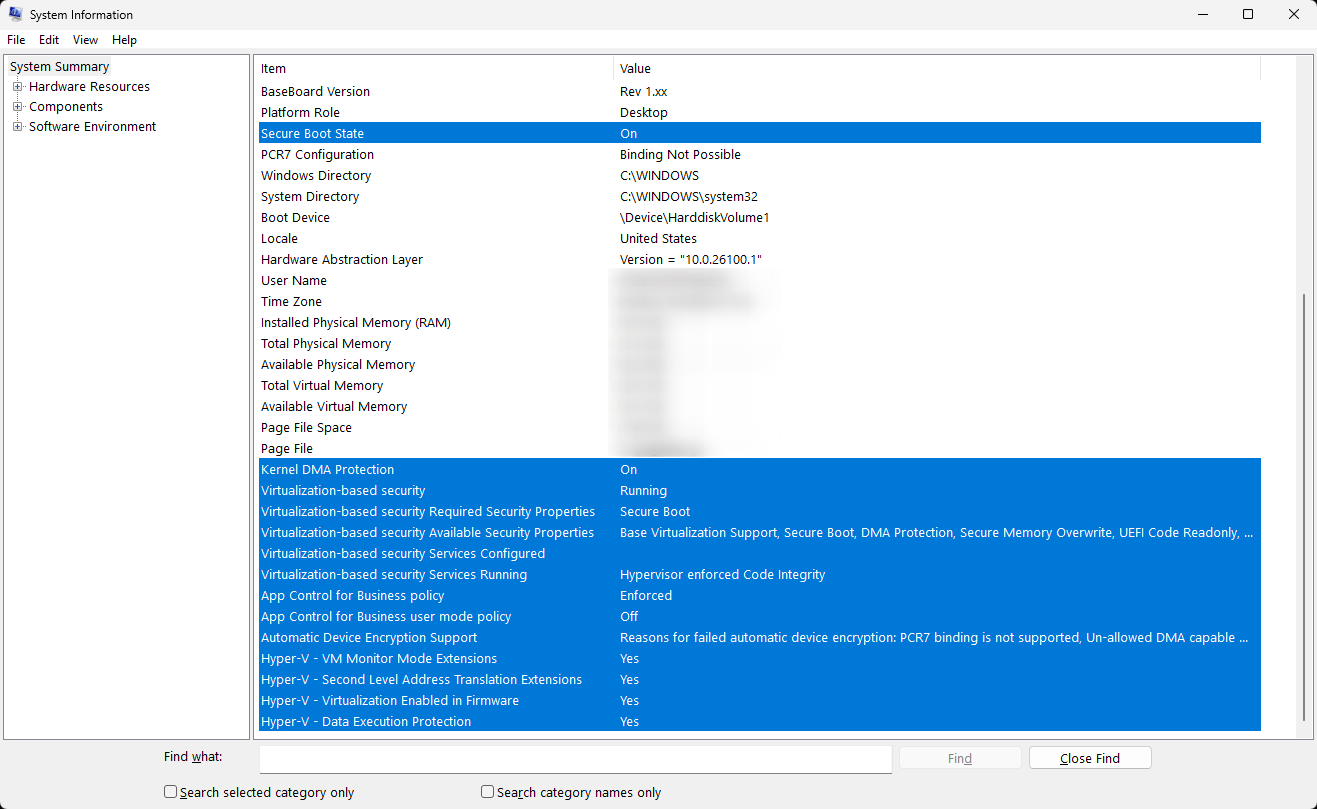 System Information
File Edit View Help
System Summary
Hardware Resources
Components
Software Environment
Item Value
BaseBoard Version Rev 1.xx
Platform Role Desktop
Secure Boot State On
PCR7 Configuration Binding Not Possible
Windows Directory C:\WINDOWS
System Directory C:\WINDOWS\system32
Boot Device \Device\HarddiskVolume1
Locale United States
Hardware Abstraction Layer Version = "10.0.26100.1"
User Name
Time Zone
Installed Physical Memory (RAM)
Total Physical Memory
Available Physical Memory
Total Virtual Memory
Available Virtual Memory
Page File Space
Page File
Kernel DMA Protection On
Virtualization-based security Running
Virtualization-based security Required Security Properties Secure Boot
Virtualization-based security Available Security Properties Base Virtualization Support, Secure Boot, DMA Protection, Secure Memory Overwrite, UEFI Code Readonly, ...
Virtualization-based security Services Configured
Virtualization-based security Services Running Hypervisor enforced Code Integrity
App Control for Business policy Enforced
App Control for Business user mode policy Off
Automatic Device Encryption Support Reasons for failed automatic device encryption: PCR7 binding is not supported, Un-allowed DMA capable ...
Hyper-V - VM Monitor Mode Extensions Yes
Hyper-V - Second Level Address Translation Extensions Yes
Hyper-V - Virtualization Enabled in Firmware Yes
Hyper-V - Data Execution Protection Yes
Find what: Find Close Find
Search selected category only Search category names only